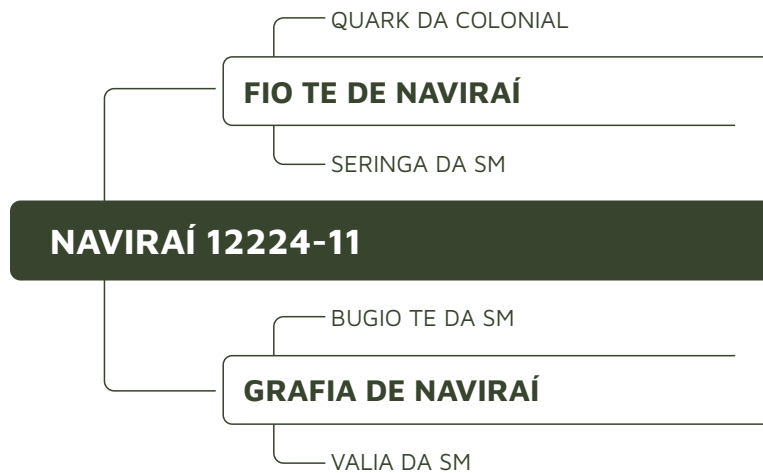 QUARK DA COLONIAL
FIO TE DE NAVIRAÍ
SERINGA DA SM
NAVIRAÍ 12224-11
BUGIO TE DA SM
GRAFIA DE NAVIRAÍ
VALIA DA SM